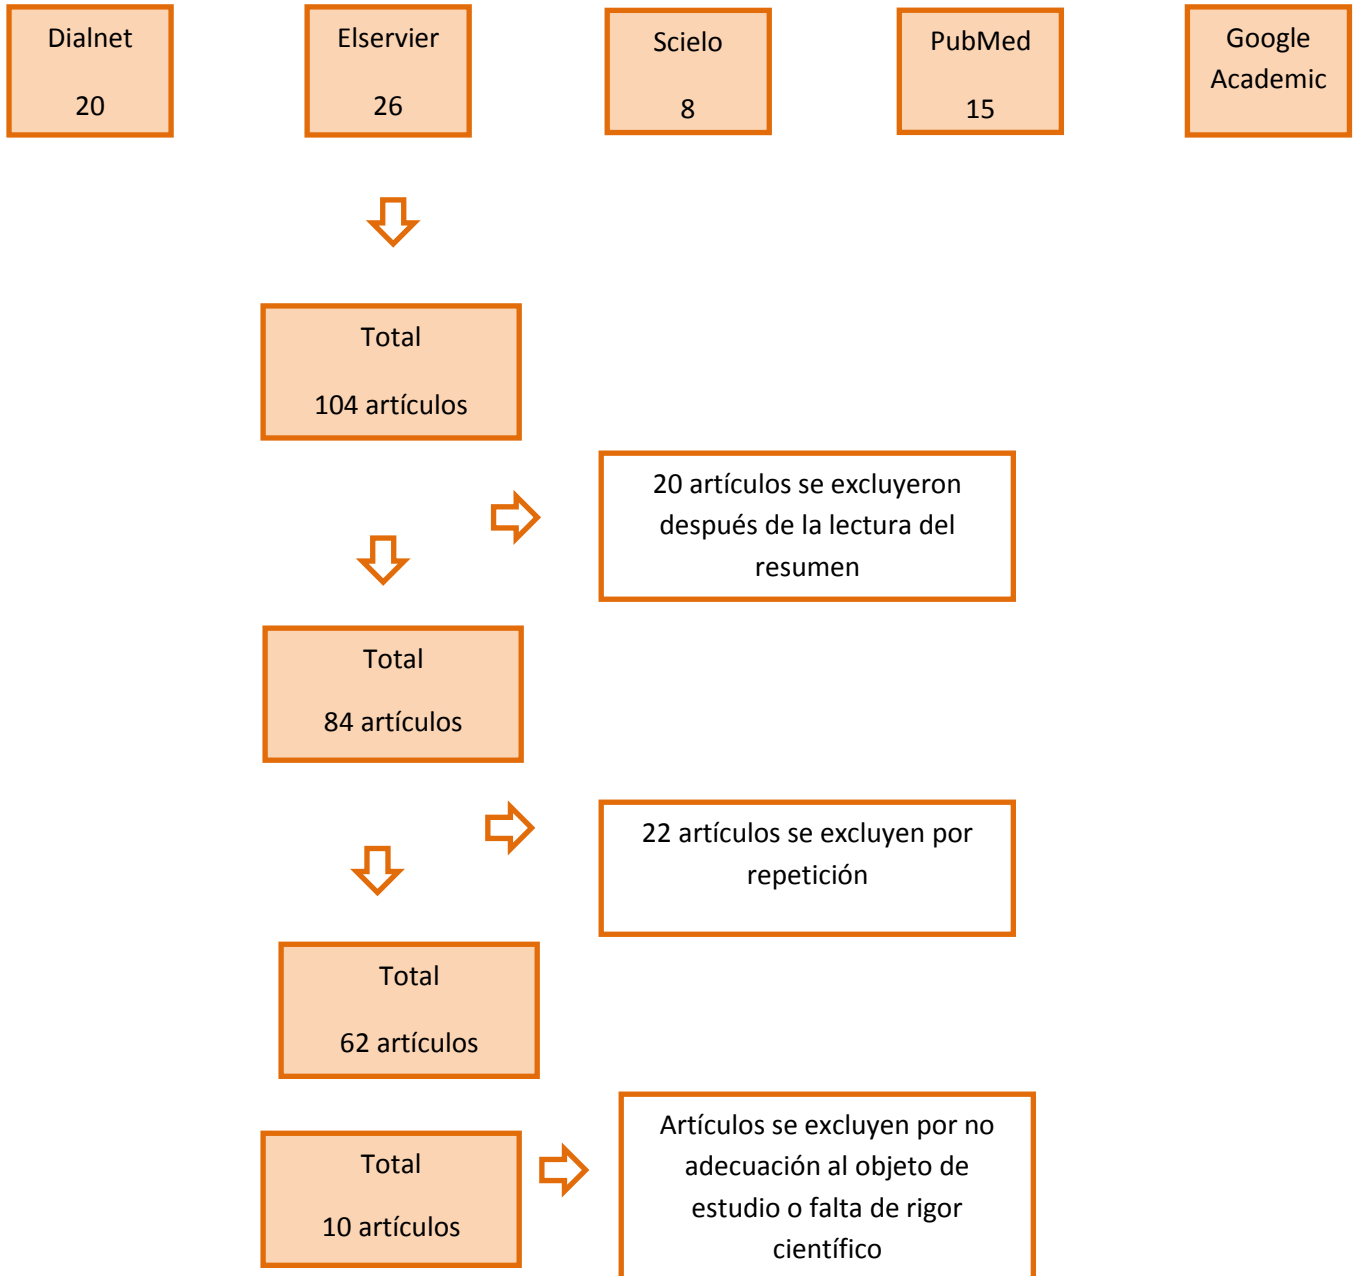 Dialnet
20
Elservier
26
Scielo
8
PubMed
15
Google
Academic
Total
104 artículos
20 artículos se excluyeron
después de la lectura del
resumen
Total
84 artículos
22 artículos se excluyen por
repetición
Total
62 artículos
Total
10 artículos
Artículos se excluyen por no
adecuación al objeto de
estudio o falta de rigor
científico